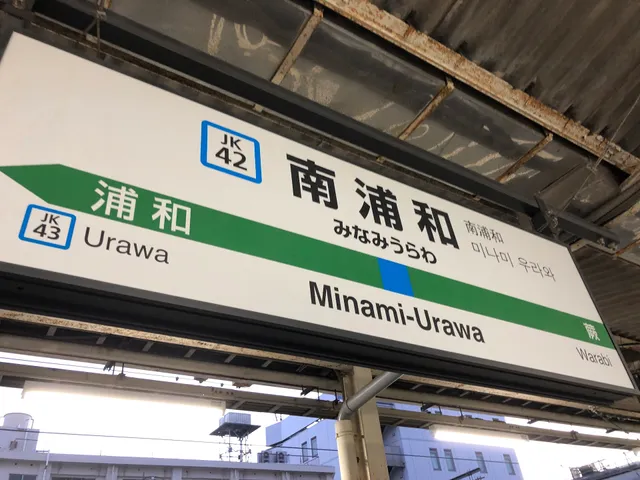 JK
42
南浦和
みなみうらわ
南浦和
미나미 우라와
浦和
JK
43
Urawa
Minami-Urawa
蕨
Warabi